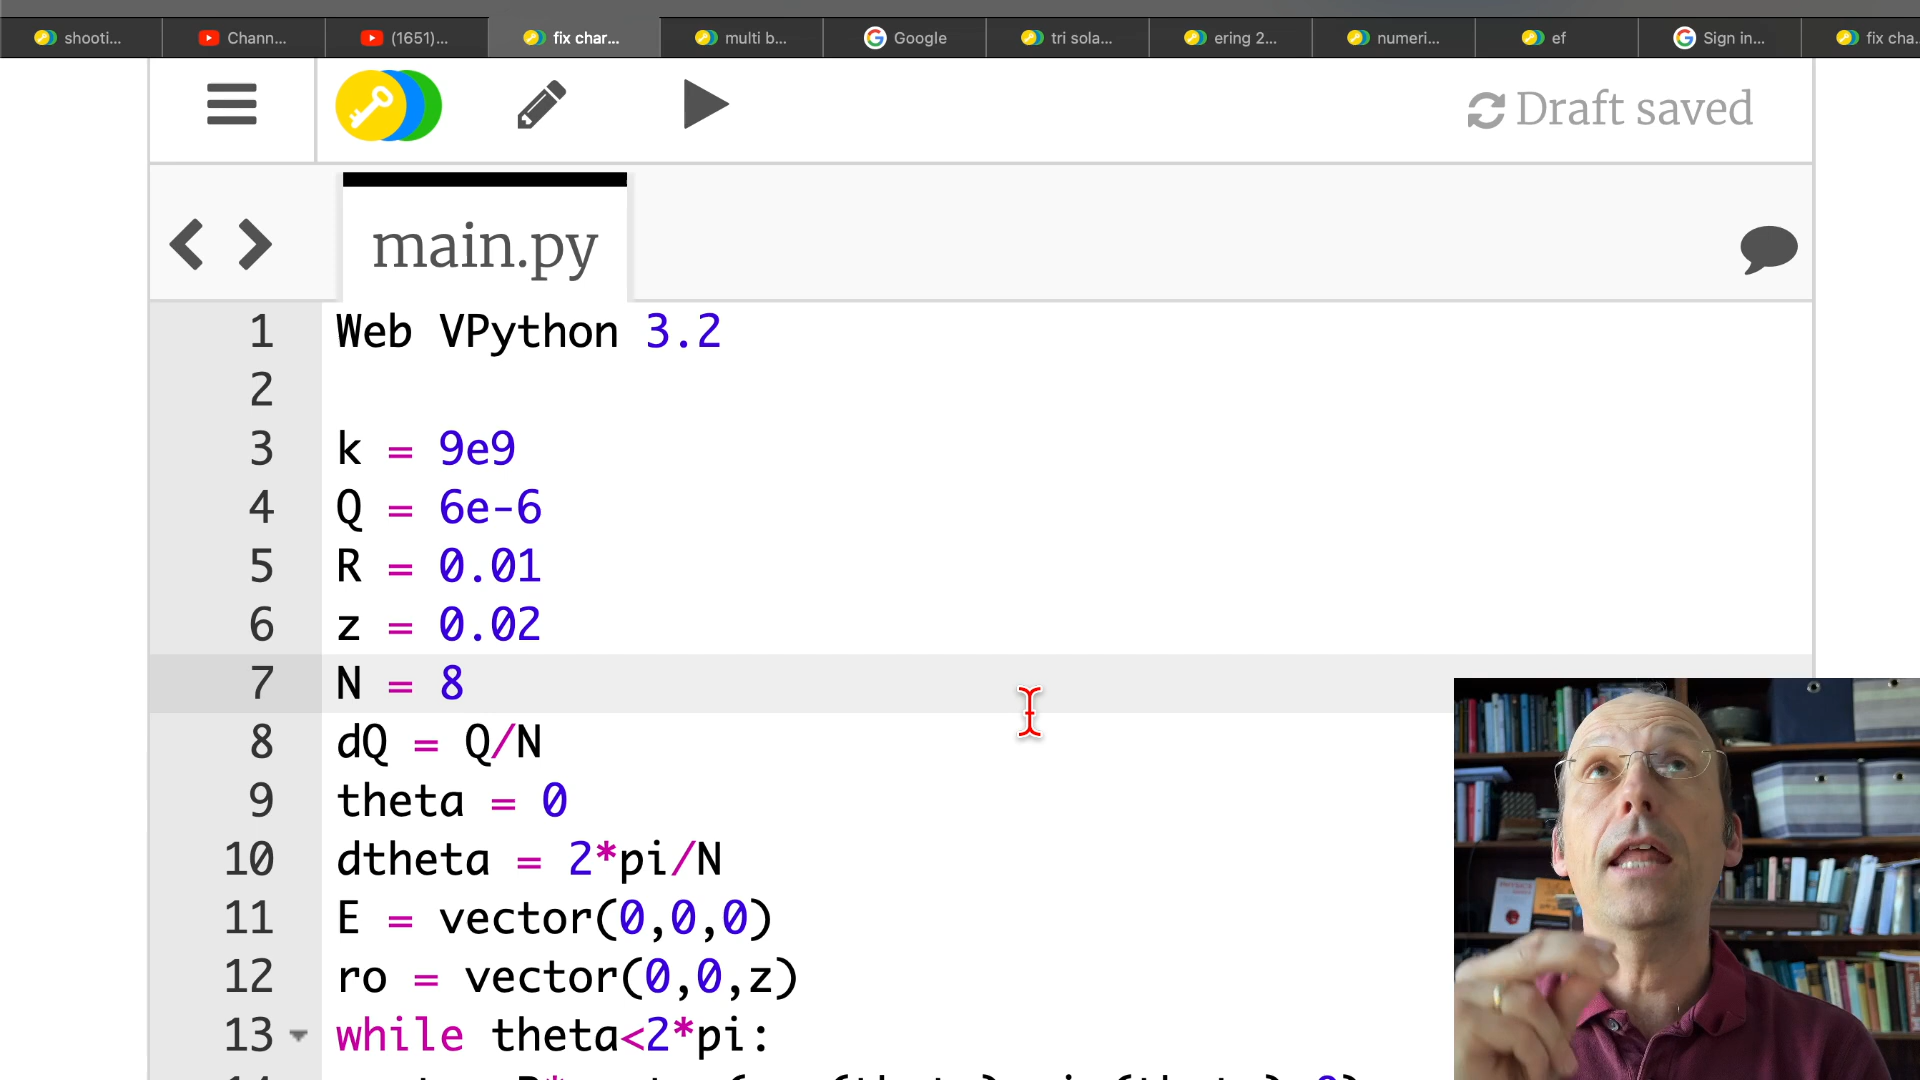 shooti... Chann... (1651)... fix char... multi b... Google tri sola... ering 2... numeri... ef Sign in... fix cha...
Draft saved
main.py
1 Web VPython 3.2
2
3 k = 9e9
4 Q = 6e-6
5 R = 0.01
6 z = 0.02
7 N = 8
8 dQ = Q/N
9 theta = 0
10 dtheta = 2*pi/N
11 E = vector(0,0,0)
12 ro = vector(0,0,z)
13 while theta<2*pi: